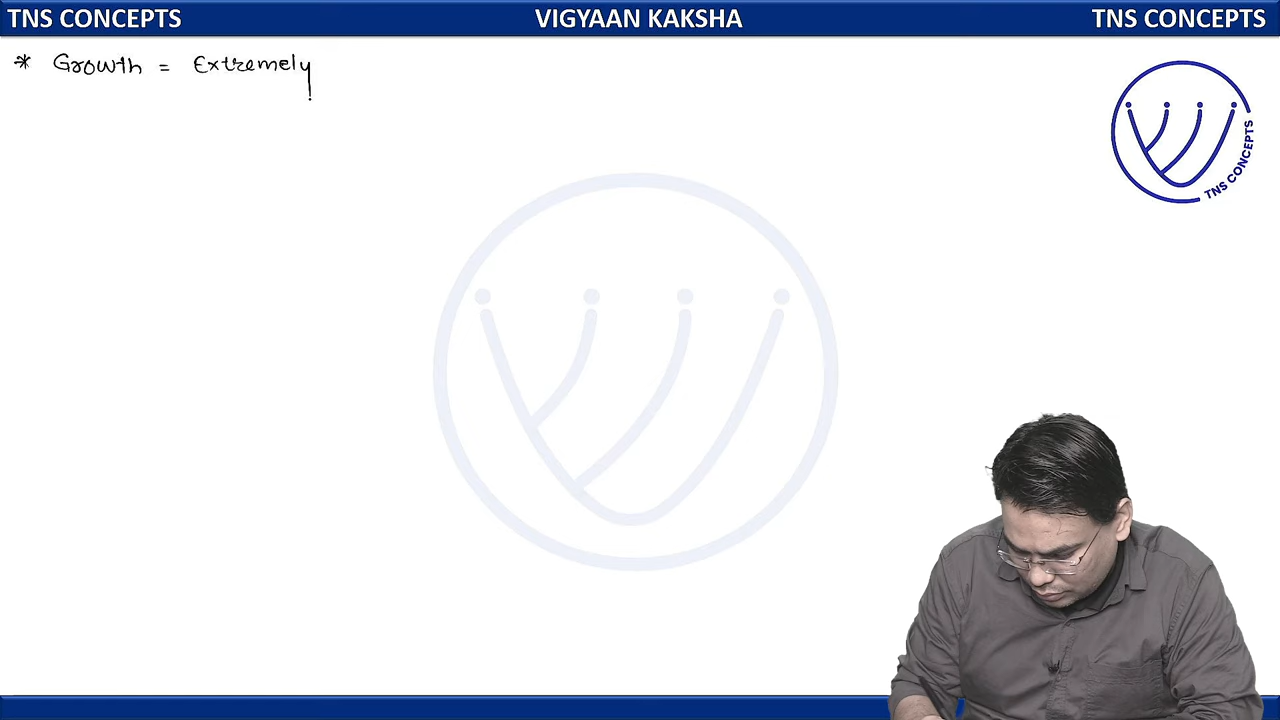 TNS CONCEPTS VIGYAAN KAKSHA TNS CONCEPTS
* Growth = Extremely
TNS CONCEPTS